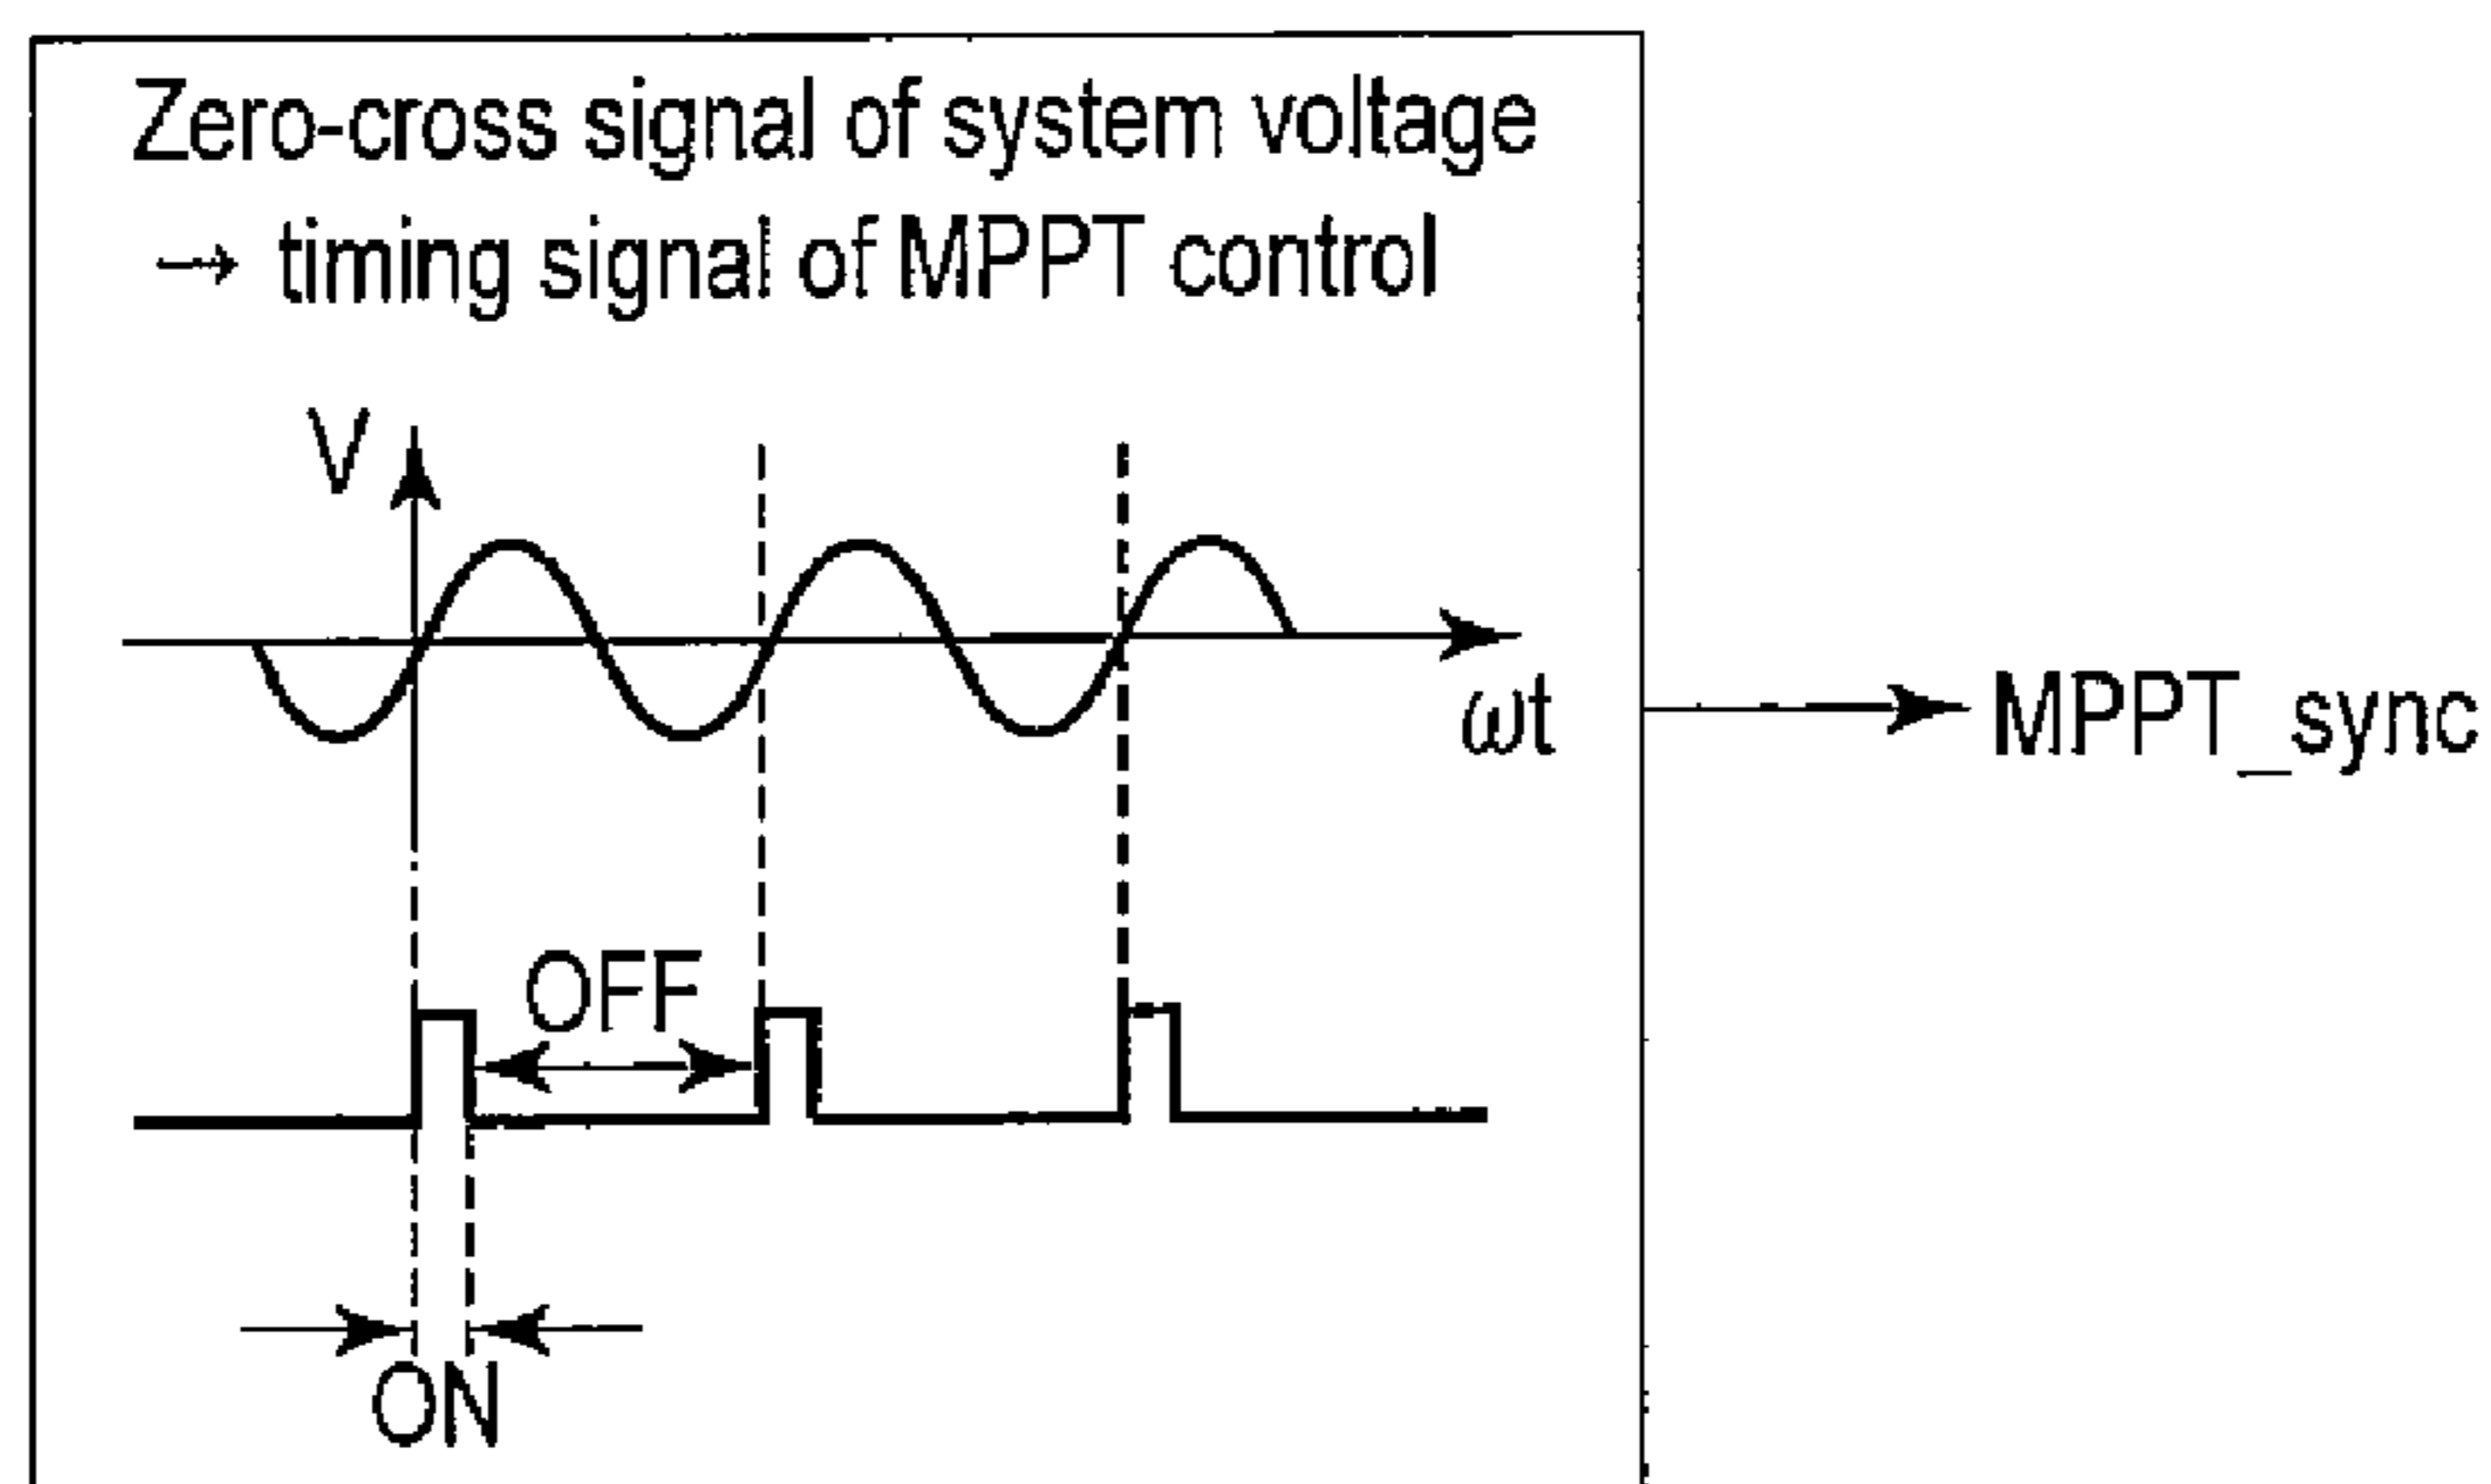 Zero-cross signal of system voltage
→ timing signal of MPPT control
V
ωt
MPPT_sync
OFF
ON